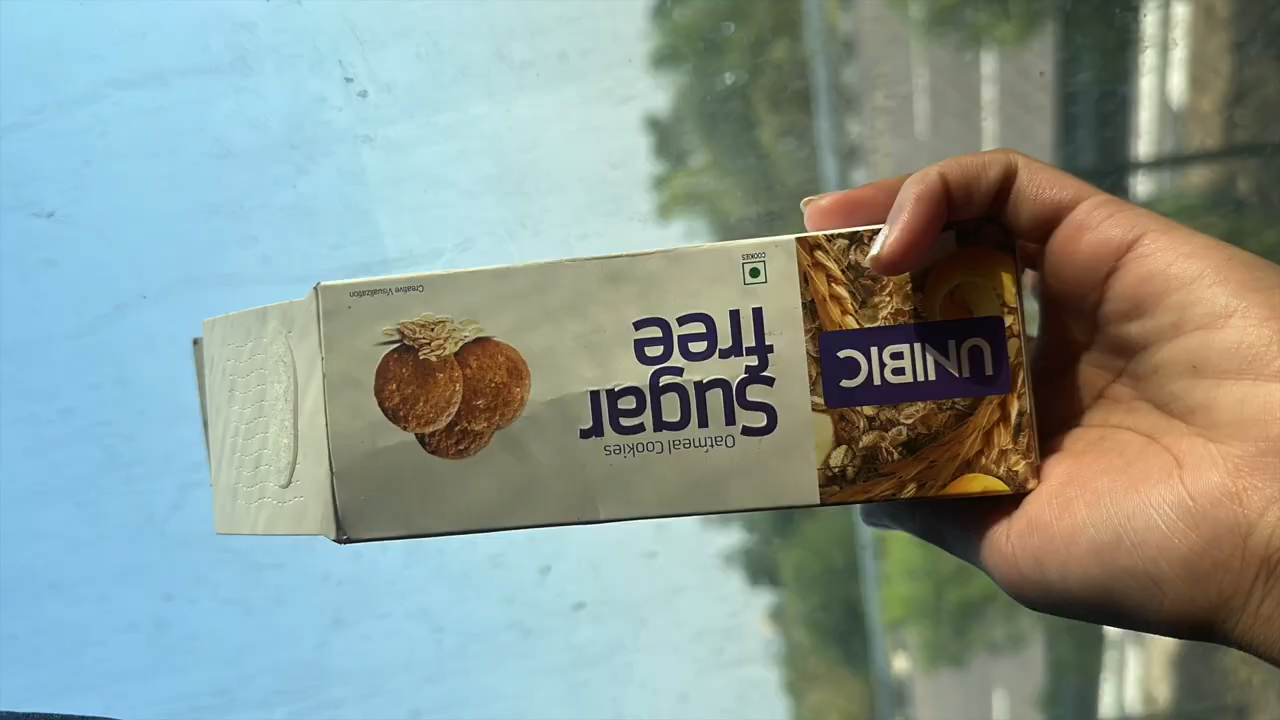 UNIBIC
Oatmeal Cookies
Sugar
free
COOKIES
Creative Visualization